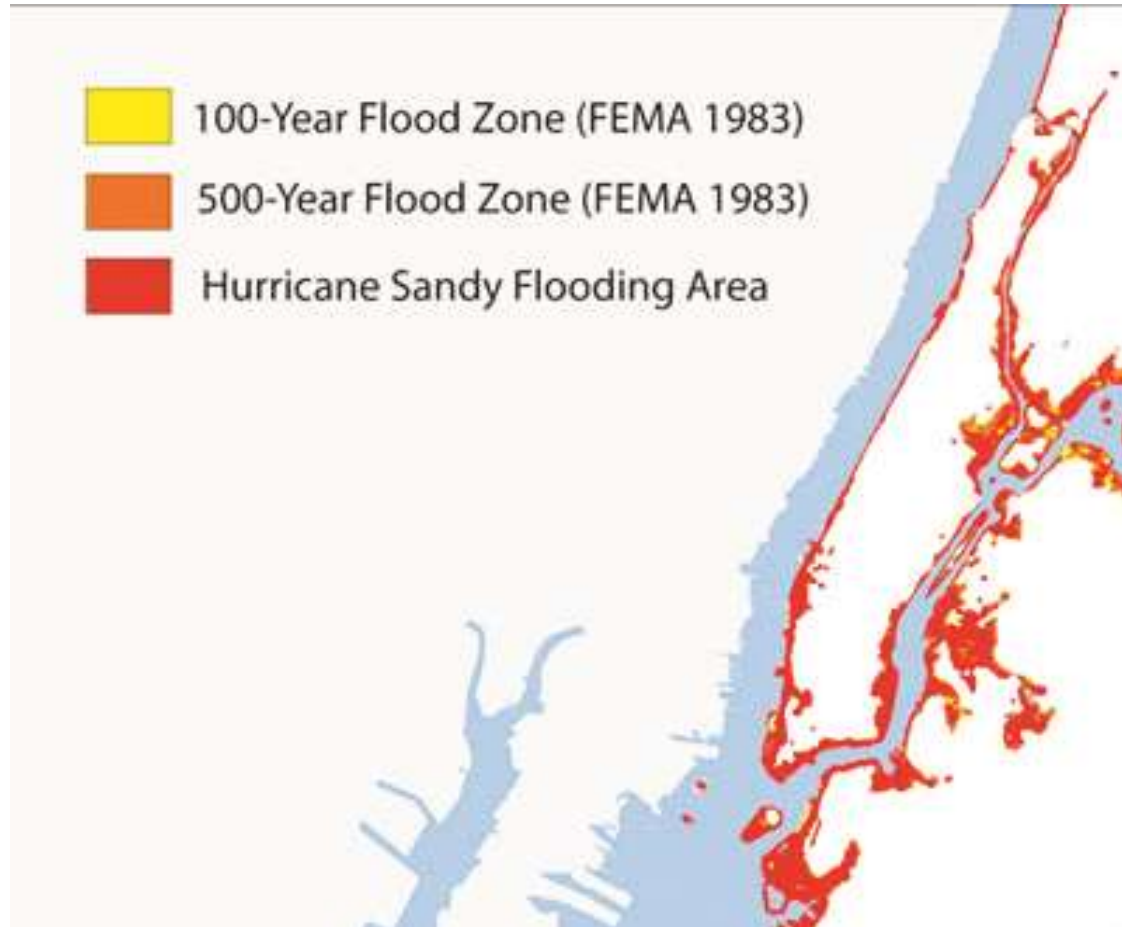 100-Year Flood Zone (FEMA 1983)
500-Year Flood Zone (FEMA 1983)
Hurricane Sandy Flooding Area